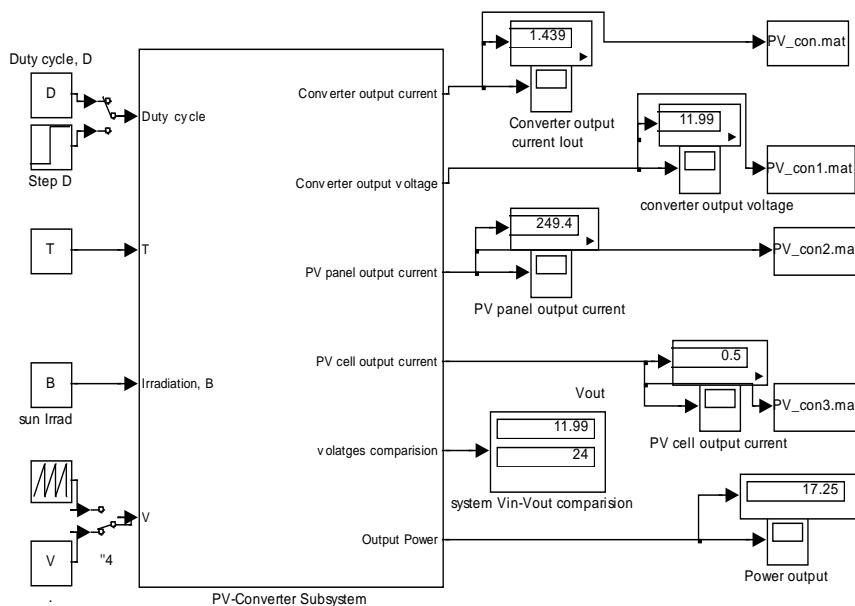 Duty cycle, D
D
Step D
T
B
sun Irrad
V
"4
Duty cycle
T
Irradiation, B
V
Converter output current
Converter output voltage
PV panel output current
PV cell output current
volatges comparision
Output Power
PV-Converter Subsystem
1.439
Converter output
current Iout
PV_con.mat
11.99
converter output voltage
PV_con1.mat
249.4
PV panel output current
PV_con2.ma
0.5
PV cell output current
PV_con3.ma
Vout
11.99
24
system Vin-Vout comparision
17.25
Power output